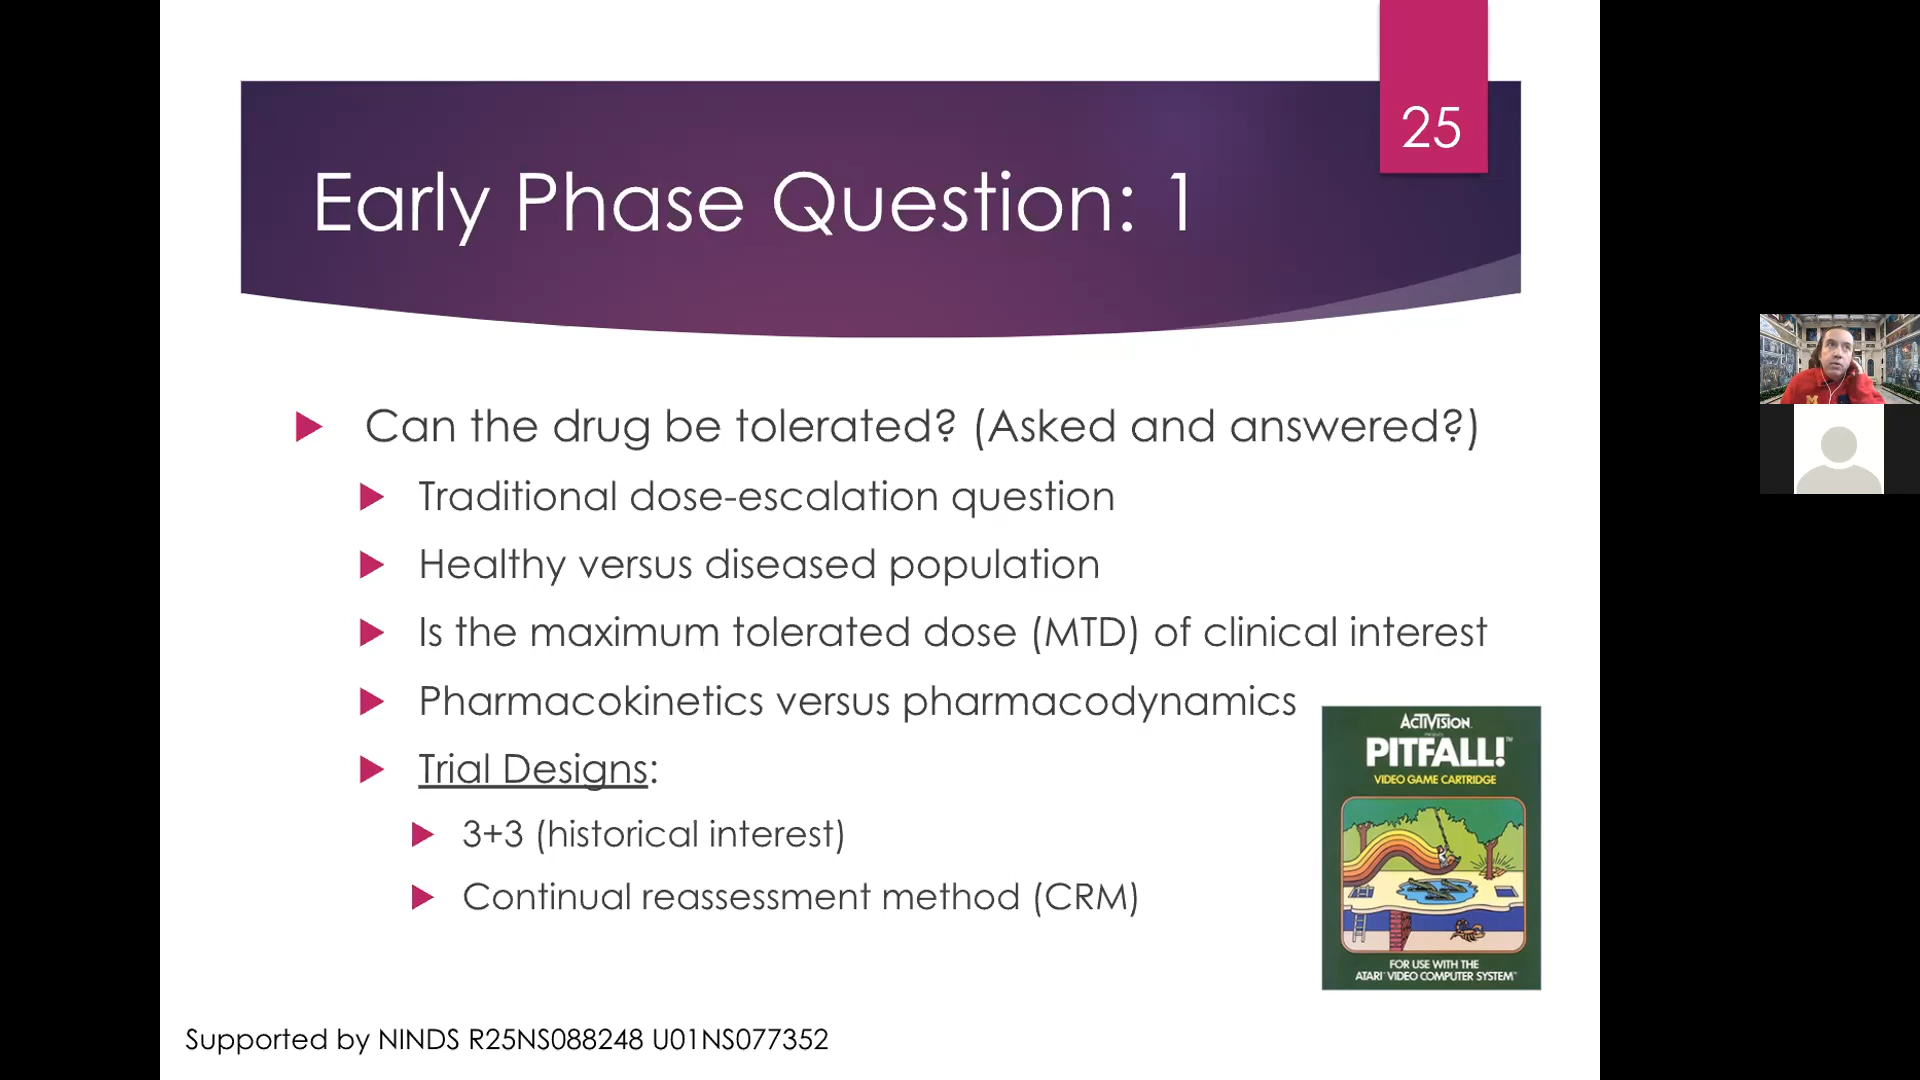 25
Early Phase Question: 1
Can the drug be tolerated? (Asked and answered?)
Traditional dose-escalation question
Healthy versus diseased population
Is the maximum tolerated dose (MTD) of clinical interest
Pharmacokinetics versus pharmacodynamics
Trial Designs:
3+3 (historical interest)
Continual reassessment method (CRM)
ACTIVISION
PITFALL!™
VIDEO GAME CARTRIDGE
FOR USE WITH THE
ATARI VIDEO COMPUTER SYSTEM
Supported by NINDS R25NS088248 U01NS077352